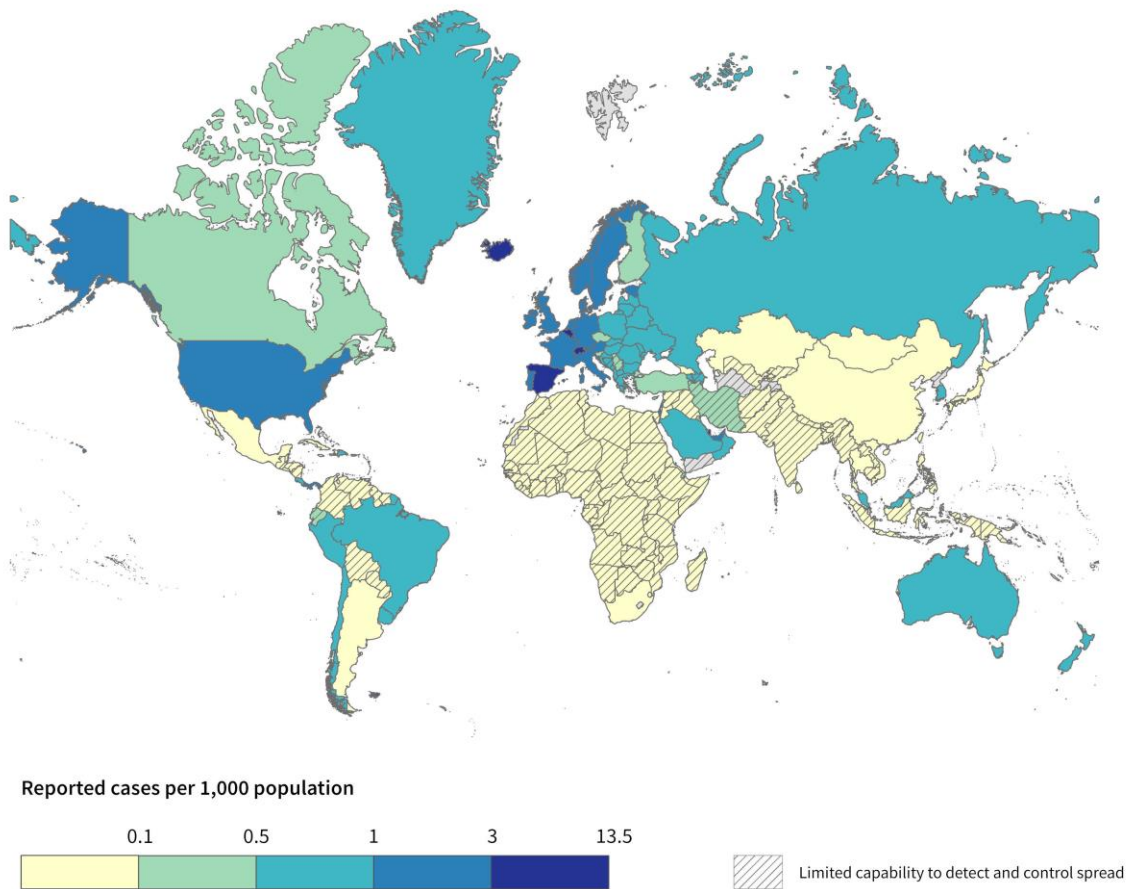 Reported cases per 1,000 population
0.1 0.5 1 3 13.5
Limited capability to detect and control spread